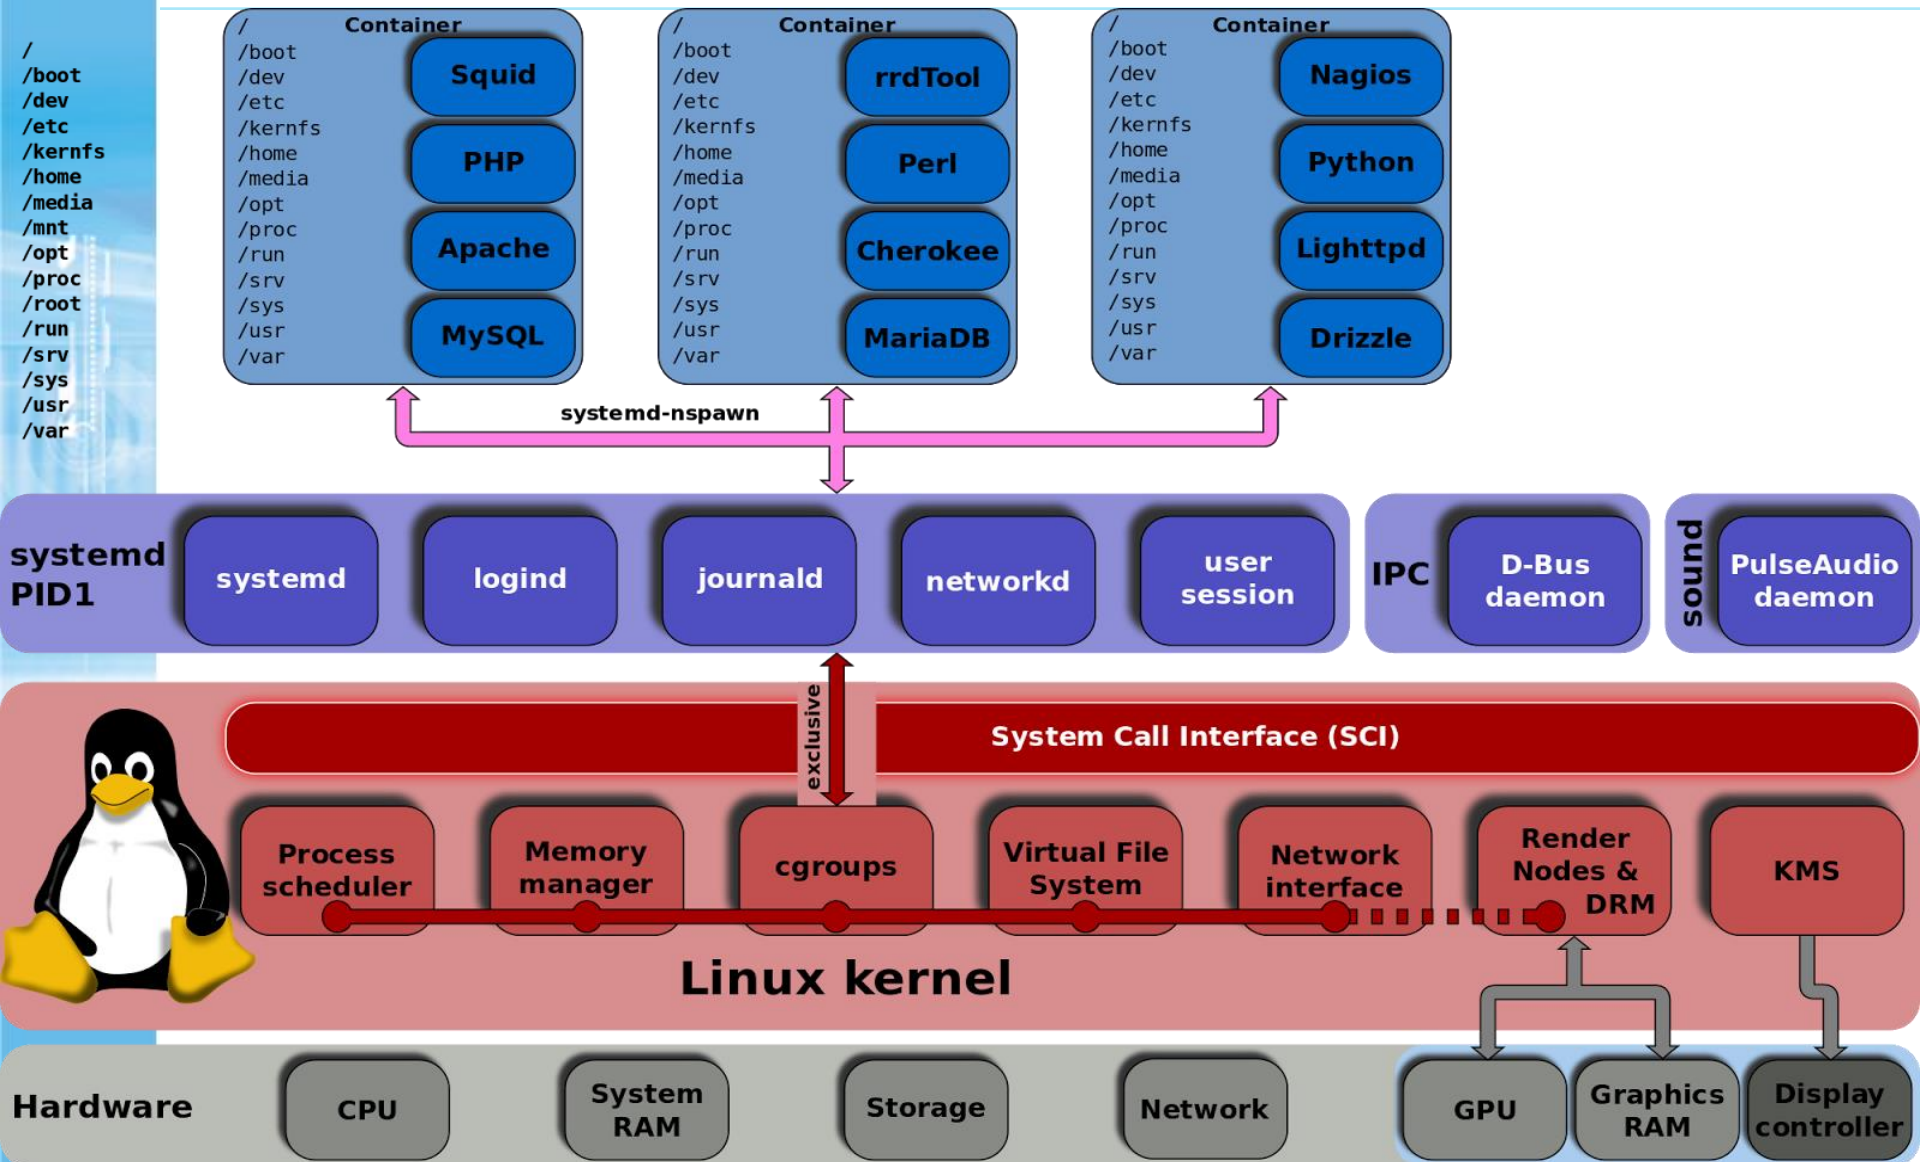 /
/boot
/dev
/etc
/kernfs
/home
/media
/mnt
/opt
/proc
/root
/run
/srv
/sys
/usr
/var
Container
/
/boot
/dev
/etc
/kernfs
/home
/media
/opt
/proc
/run
/srv
/sys
/usr
/var
Squid
PHP
Apache
MySQL
Container
/
/boot
/dev
/etc
/kernfs
/home
/media
/opt
/proc
/run
/srv
/sys
/usr
/var
rrdTool
Perl
Cherokee
MariaDB
Container
/
/boot
/dev
/etc
/kernfs
/home
/media
/opt
/proc
/run
/srv
/sys
/usr
/var
Nagios
Python
Lighttpd
Drizzle
systemd-nspawn
systemd
PID1
systemd
logind
journald
networkd
user
session
IPC
D-Bus
daemon
sound
PulseAudio
daemon
exclusive
System Call Interface (SCI)
Process
scheduler
Memory
manager
cgroups
Virtual File
System
Network
interface
Render
Nodes &
DRM
KMS
Linux kernel
Hardware
CPU
System
RAM
Storage
Network
GPU
Graphics
RAM
Display
controller